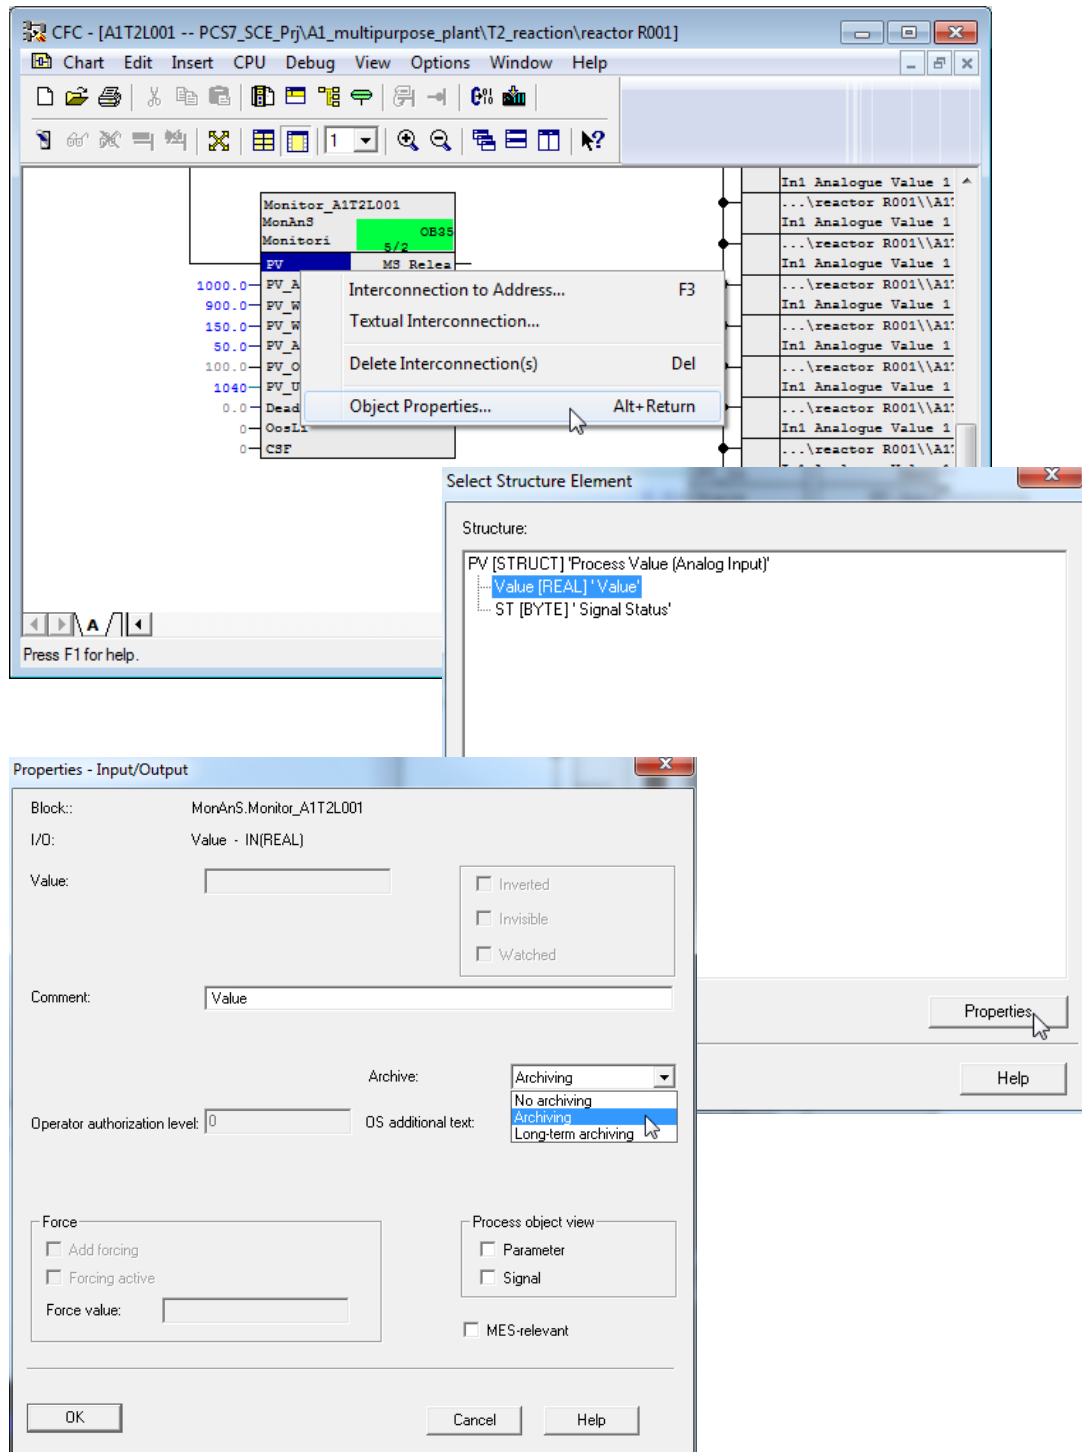 CFC - [A1T2L001 -- PCS7_SCE_Prj\A1_multipurpose_plant\T2_reaction\reactor R001]
Chart Edit Insert CPU Debug View Options Window Help
1
Monitor_A1T2L001
MonAnS
OB35
Monitori
5/2
PV MS Relea
1000.0 PV_A
900.0 PV_W
150.0 PV_W
50.0 PV_A
100.0 PV_O
1040 PV_U
0.0 Dead
0 OosLi
0 CSF
Interconnection to Address... F3
Textual Interconnection...
Delete Interconnection(s) Del
Object Properties... Alt+Return
In1 Analogue Value 1
...\reactor R001\\A1
In1 Analogue Value 1
...\reactor R001\\A1
In1 Analogue Value 1
...\reactor R001\\A1
In1 Analogue Value 1
...\reactor R001\\A1
In1 Analogue Value 1
...\reactor R001\\A1
In1 Analogue Value 1
...\reactor R001\\A1
In1 Analogue Value 1
...\reactor R001\\A1
A
Press F1 for help.
Select Structure Element
Structure:
PV [STRUCT] 'Process Value (Analog Input)'
Value [REAL] ' Value'
ST [BYTE] ' Signal Status'
Properties
Help
Properties - Input/Output
Block:: MonAnS.Monitor_A1T2L001
I/O: Value - IN(REAL)
Value:
Inverted
Invisible
Watched
Comment: Value
Archive: Archiving
No archiving
Archiving
Long-term archiving
Operator authorization level: 0 OS additional text:
Force
Add forcing
Forcing active
Force value:
Process object view
Parameter
Signal
MES-relevant
OK Cancel Help